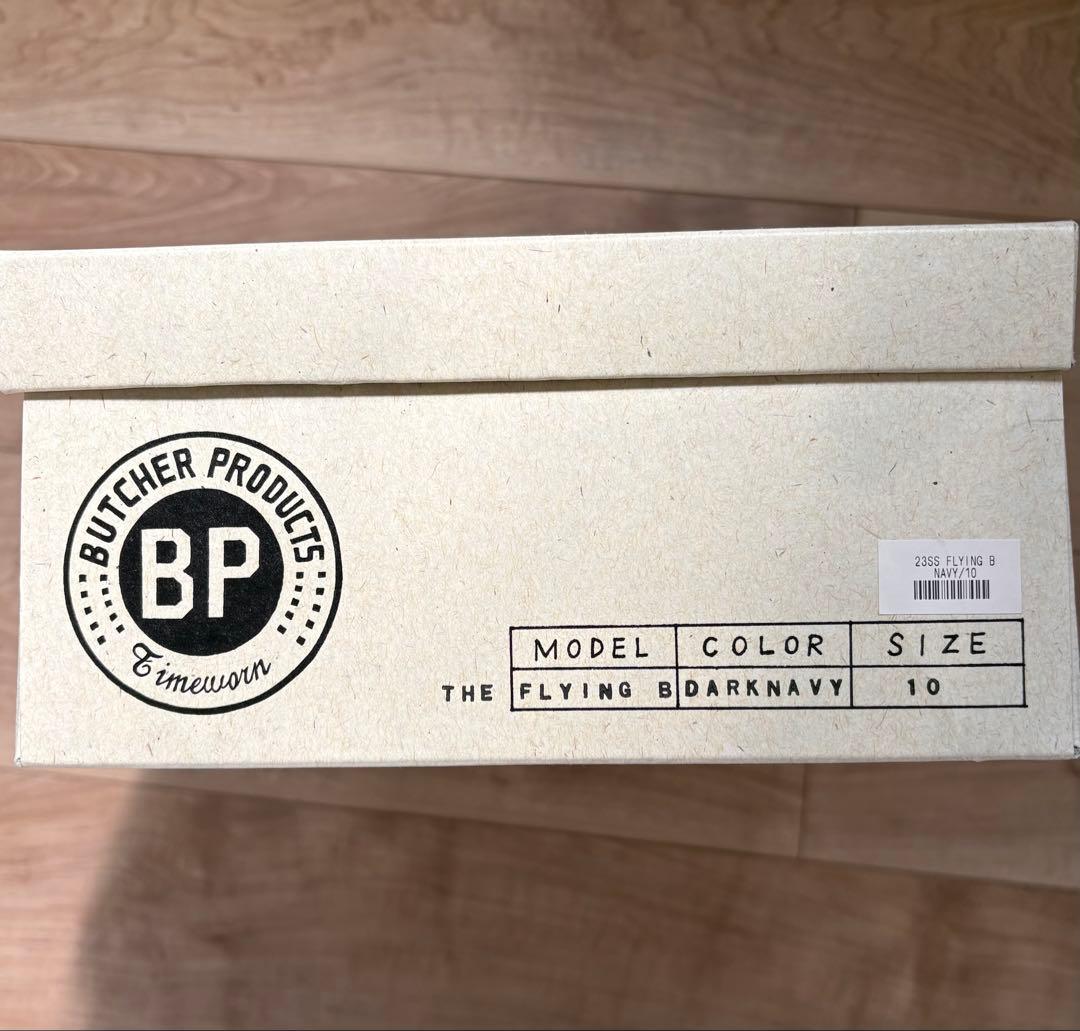 BUTCHER PRODUCTS
BP
Timeworn
23SS FLYING B
NAVY/10
MODEL COLOR SIZE
THE FLYING B DARKNAVY 10